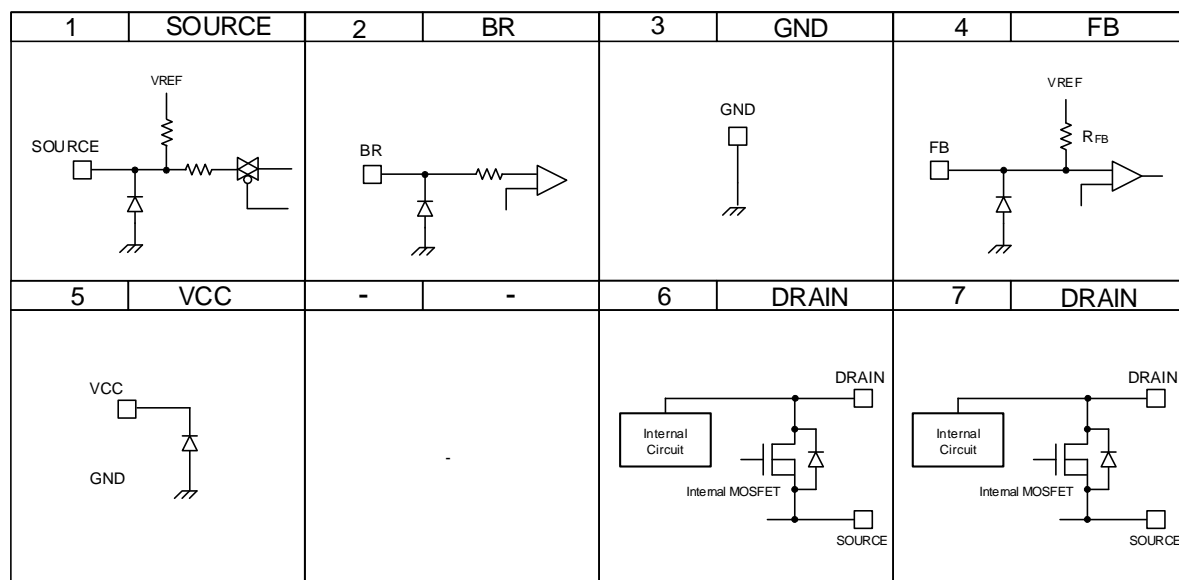 1 SOURCE 2 BR 3 GND 4 FB
VREF
SOURCE
BR
GND
VREF
RFB
FB
5 VCC - - 6 DRAIN 7 DRAIN
VCC
GND
-
DRAIN
Internal
Circuit
Internal MOSFET
SOURCE
DRAIN
Internal
Circuit
Internal MOSFET
SOURCE